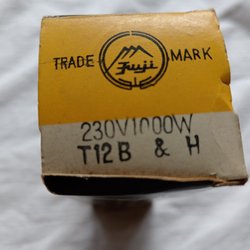 TRADE Fuji MARK
230V1000W
T12B & H